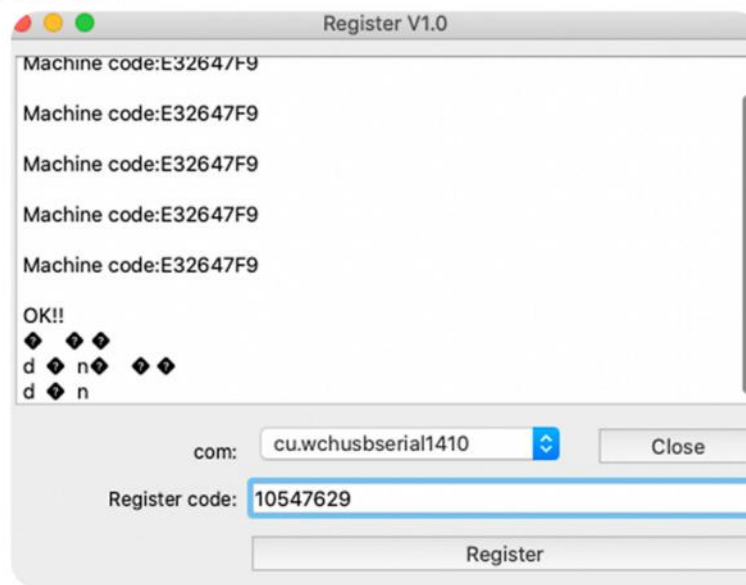 Register V1.0
Machine code:E32647F9
Machine code:E32647F9
Machine code:E32647F9
Machine code:E32647F9
Machine code:E32647F9
OK!!
� ��
d � n� ��
d � n
com: cu.wchusbserial1410 Close
Register code: 10547629
Register